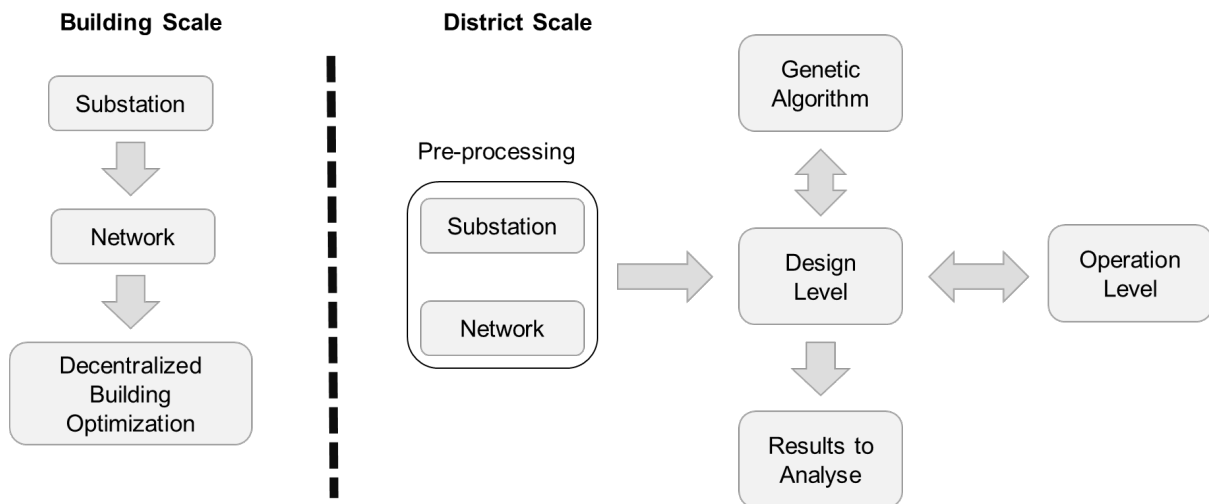 Building Scale
Substation
Network
Decentralized
Building
Optimization
District Scale
Pre-processing
Substation
Network
Genetic
Algorithm
Design
Level
Operation
Level
Results to
Analyse